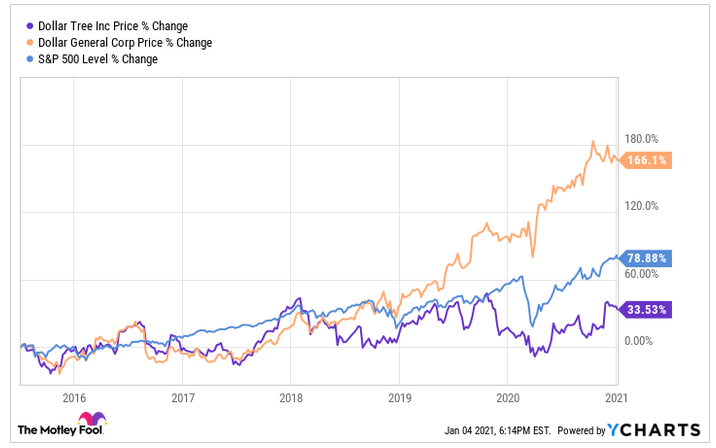 Dollar Tree Inc Price % Change
Dollar General Corp Price % Change
S&P 500 Level % Change
180.0%
166.1%
120.0%
78.88%
60.00%
33.53%
0.00%
2016 2017 2018 2019 2020 2021
The Motley Fool.
Jan 04 2021, 6:14PM EST. Powered by YCHARTS